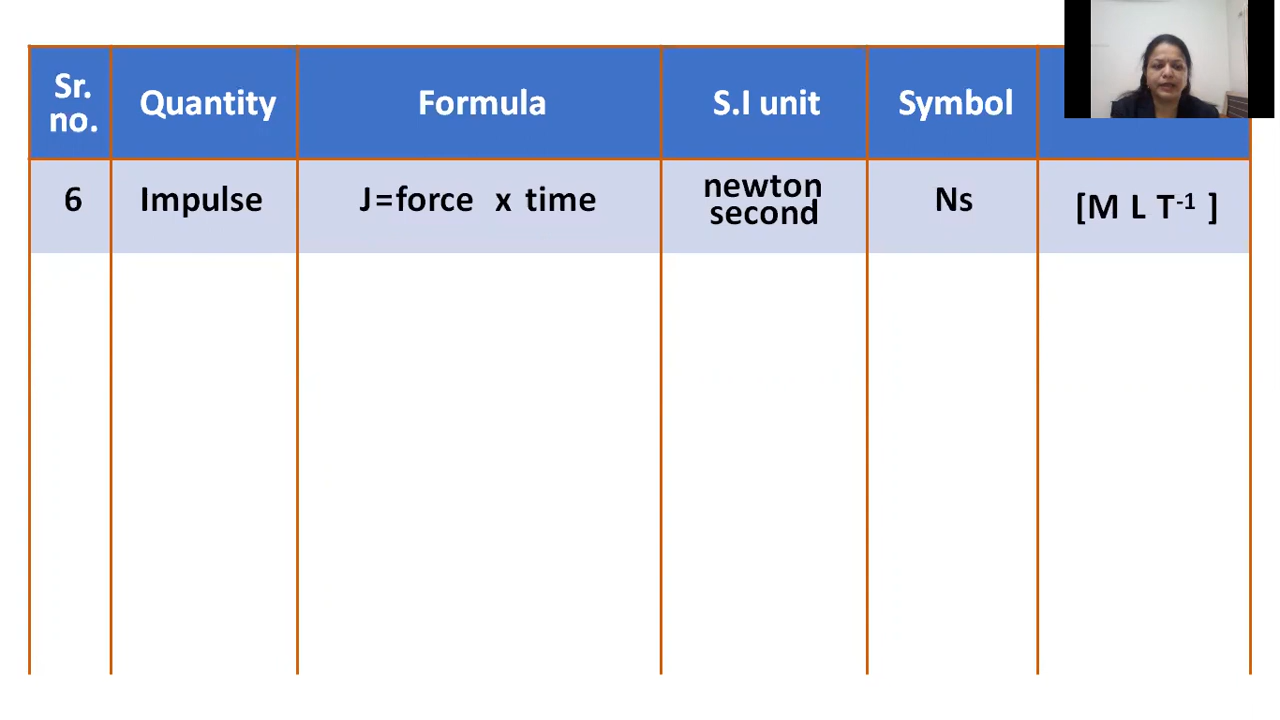 Sr. no.
Quantity
Formula
S.I unit
Symbol
6
Impulse
J=force x time
newton
second
Ns
[M L T-1 ]